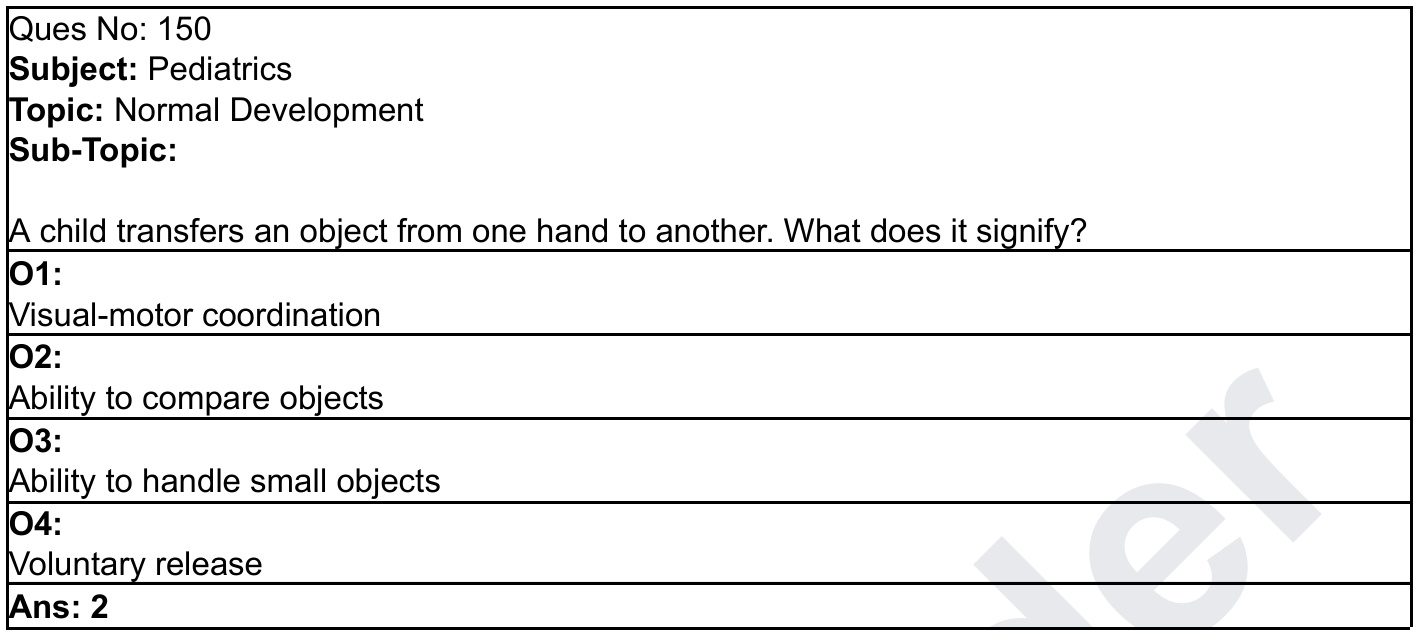 Ques No: 150
Subject: Pediatrics
Topic: Normal Development
Sub-Topic:
A child transfers an object from one hand to another. What does it signify?
O1:
Visual-motor coordination
O2:
Ability to compare objects
O3:
Ability to handle small objects
O4:
Voluntary release
Ans: 2